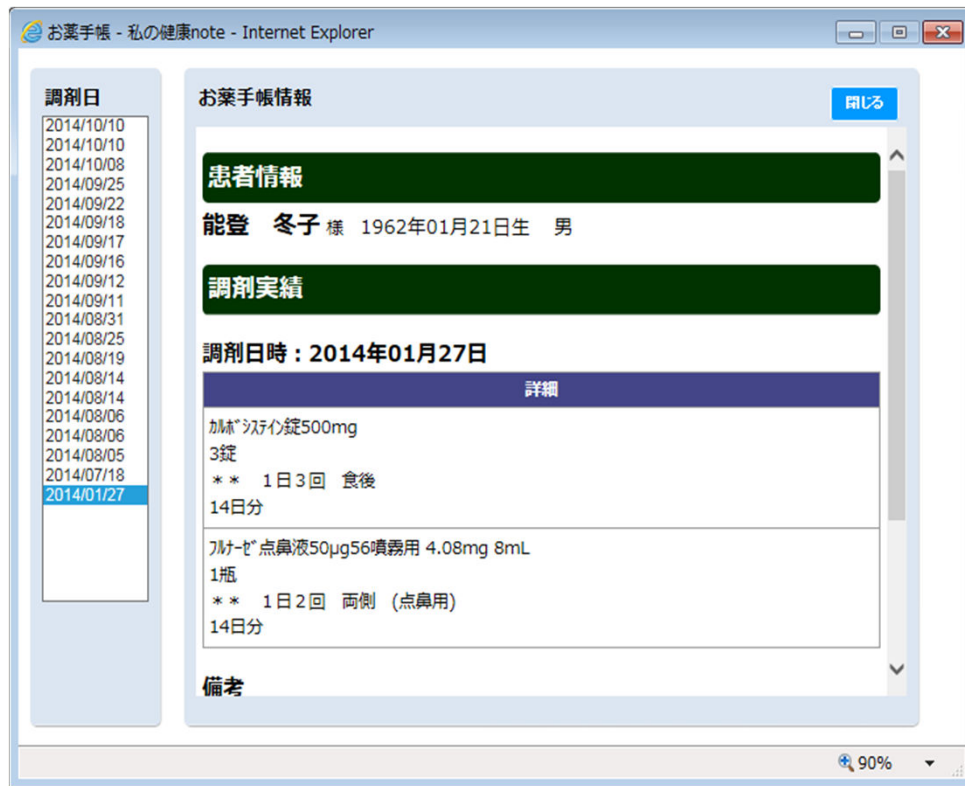 お薬手帳 - 私の健康note - Internet Explorer
調剤日
2014/10/10
2014/10/10
2014/10/08
2014/09/25
2014/09/22
2014/09/18
2014/09/17
2014/09/16
2014/09/12
2014/09/11
2014/08/31
2014/08/25
2014/08/19
2014/08/14
2014/08/14
2014/08/06
2014/08/06
2014/08/05
2014/07/18
2014/01/27
お薬手帳情報
閉じる
患者情報
能登　冬子 様　1962年01月21日生　男
調剤実績
調剤日時：2014年01月27日
詳細
ｶﾙﾎﾞｼｽﾃｲﾝ錠500mg
3錠
＊＊　１日３回　食後
14日分
ﾌﾙﾅｰｾﾞ点鼻液50μg56噴霧用 4.08mg 8mL
1瓶
＊＊　１日２回　両側　(点鼻用)
14日分
備考
90%